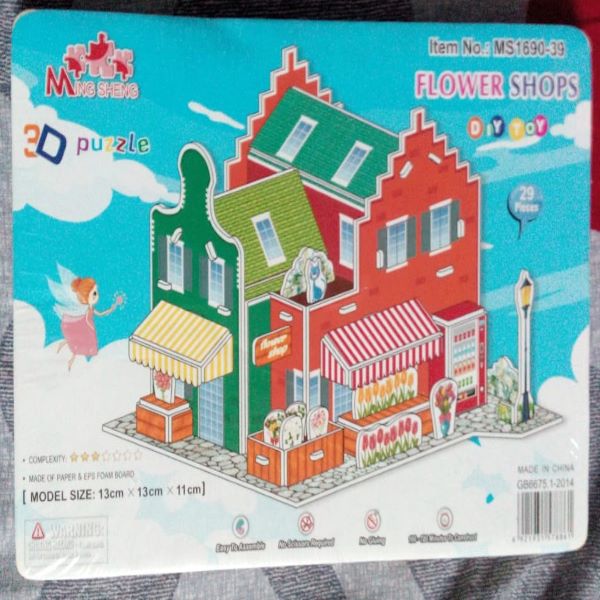 Item No.: MS1690-39
MING SHENG
FLOWER SHOPS
3D puzzle
DIY TOY
29
Pieces
flower
shop
• COMPLEXITY:
• MADE OF PAPER & EPS FOAM BOARD
[ MODEL SIZE: 13cm × 13cm × 11cm]
MADE IN CHINA
GB6675.1-2014
WARNING:
Easy To Assemble
No Scissors Required
No Gluing